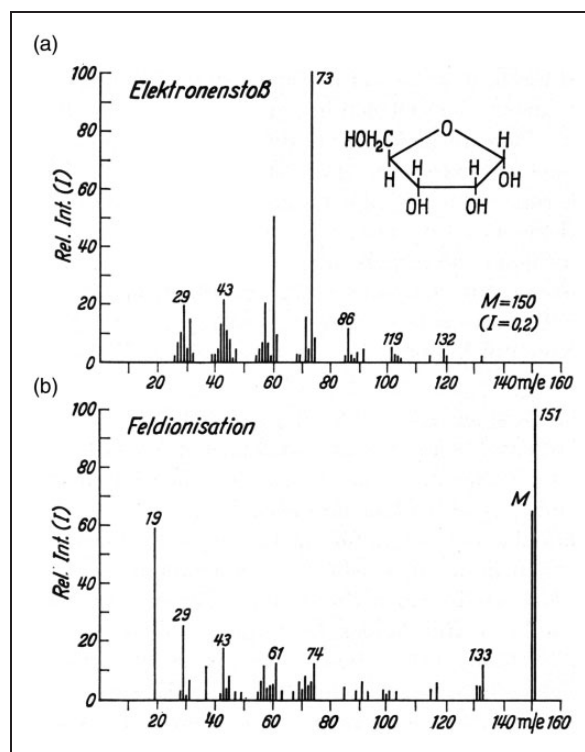 (a)
100
80
60
40
20
0
Rel. Int. (I)
Elektronenstoß
73
HOH₂C
O
H
H
H
H
OH
OH
OH
29
43
86
119
132
M=150
(I=0,2)
20
40
60
80
100
120
140 m/e 160
(b)
100
80
60
40
20
0
Rel. Int. (I)
Feldionisation
151
M
19
29
43
61
74
133
20
40
60
80
100
120
140 m/e 160